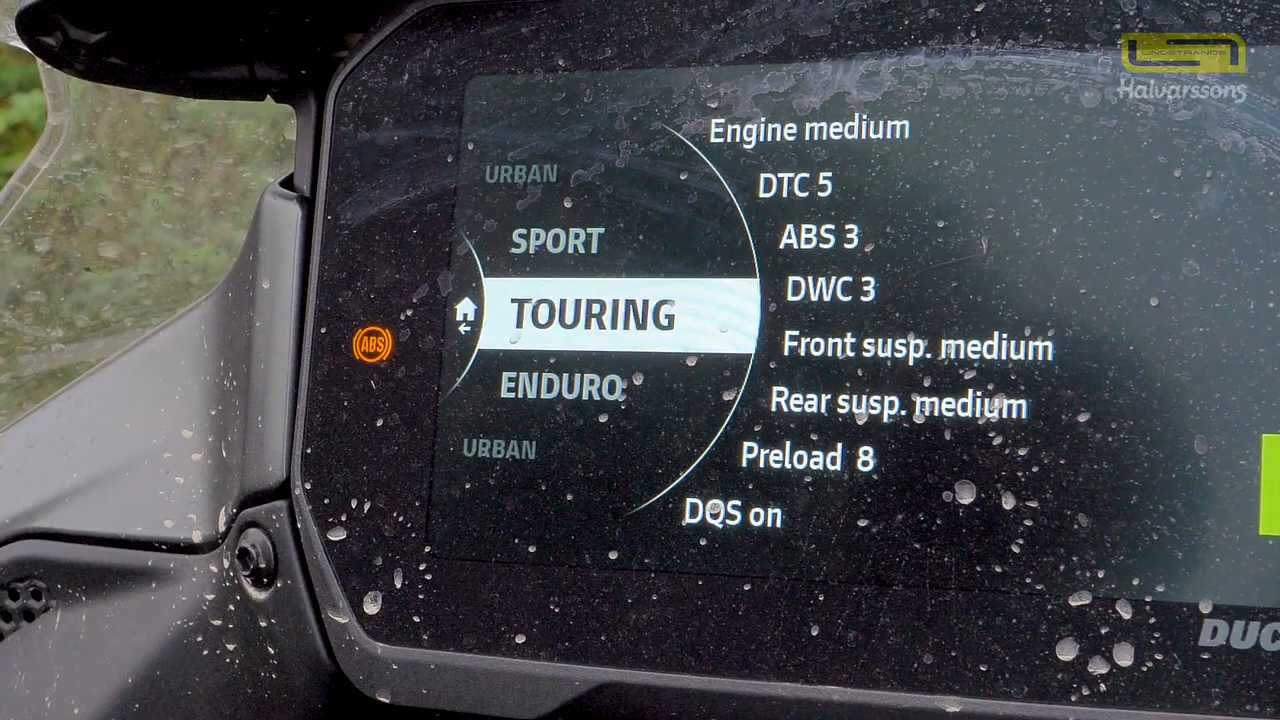 LINDSTRANDS
Halvarssons
URBAN
SPORT
TOURING
ENDURO
URBAN
Engine medium
DTC 5
ABS 3
DWC 3
Front susp. medium
Rear susp. medium
Preload 8
DQS on
ABS
DUC